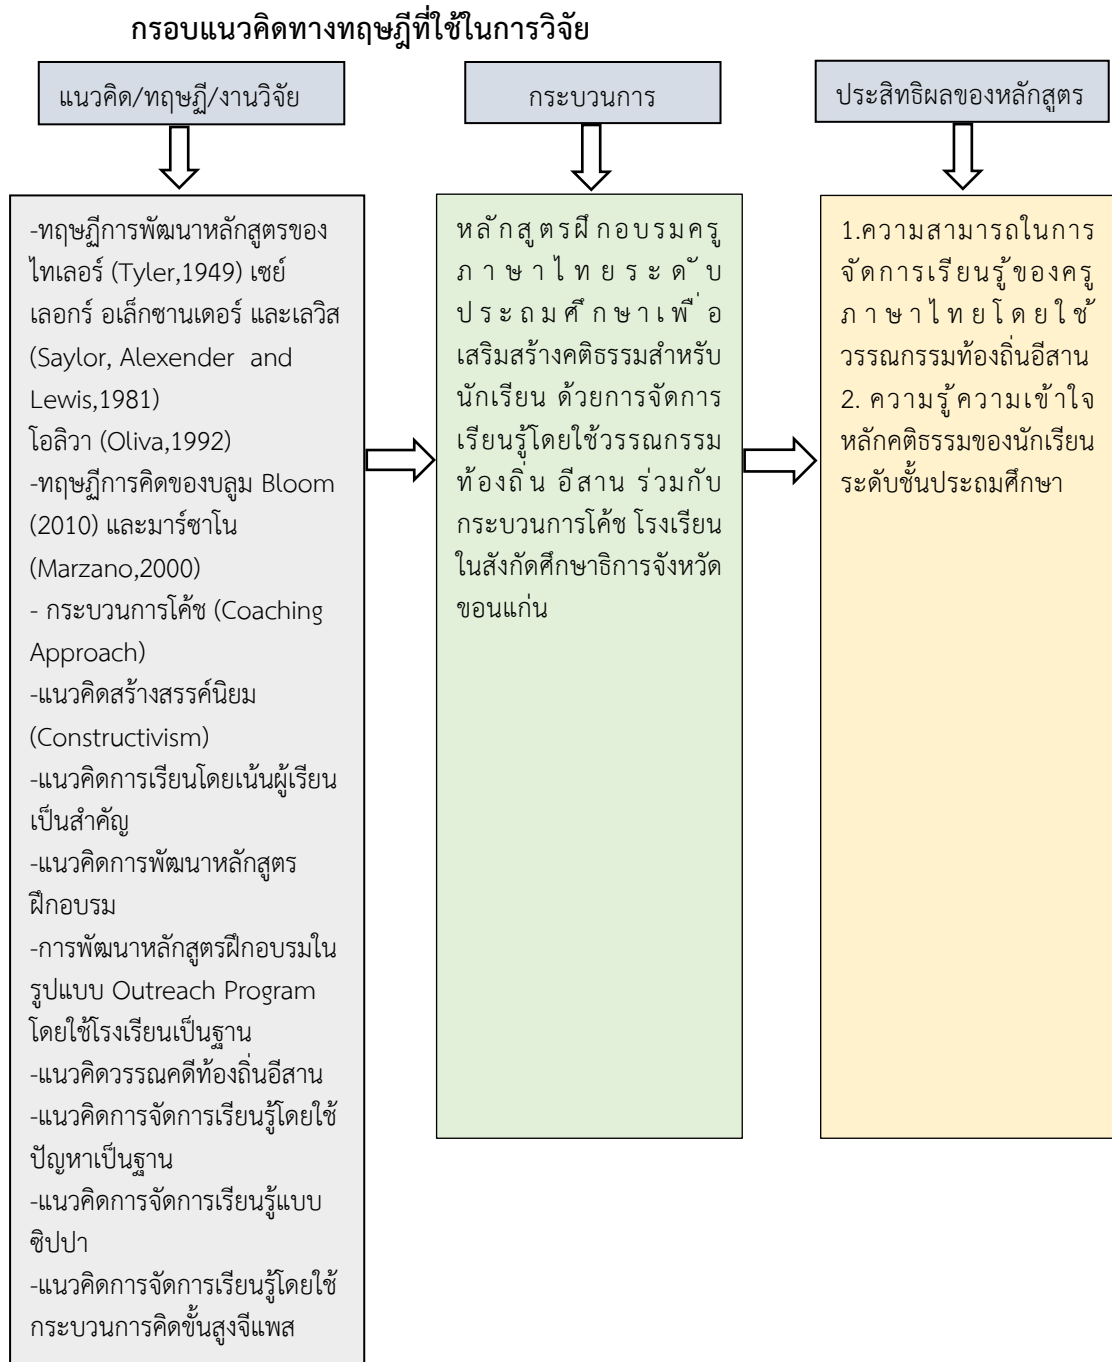 กรอบแนวคิดทางทฤษฎีที่ใช้ในการวิจัย
แนวคิด/ทฤษฏี/งานวิจัย
กระบวนการ
ประสิทธิผลของหลักสูตร
-ทฤษฏีการพัฒนาหลักสูตรของ
ไทเลอร์ (Tyler,1949) เซย์
เลอกร์ อเล็กซานเดอร์ และเลวิส
(Saylor, Alexender and
Lewis,1981)
โอลิวา (Oliva,1992)
-ทฤษฏีการคิดของบลูม Bloom
(2010) และมาร์ซาโน
(Marzano,2000)
- กระบวนการโค้ช (Coaching
Approach)
-แนวคิดสร้างสรรค์นิยม
(Constructivism)
-แนวคิดการเรียนโดยเน้นผู้เรียน
เป็นสำคัญ
-แนวคิดการพัฒนาหลักสูตร
ฝึกอบรม
-การพัฒนาหลักสูตรฝึกอบรมใน
รูปแบบ Outreach Program
โดยใช้โรงเรียนเป็นฐาน
-แนวคิดวรรณคดีท้องถิ่นอีสาน
-แนวคิดการจัดการเรียนรู้โดยใช้
ปัญหาเป็นฐาน
-แนวคิดการจัดการเรียนรู้แบบ
ซิปปา
-แนวคิดการจัดการเรียนรู้โดยใช้
กระบวนการคิดขั้นสูงจีแพส
หลักสูตรฝึกอบรมครู
ภาษาไทยระดับ
ประถมศึกษาเพื่อ
เสริมสร้างคติธรรมสำหรับ
นักเรียน ด้วยการจัดการ
เรียนรู้โดยใช้วรรณกรรม
ท้องถิ่น อีสาน ร่วมกับ
กระบวนการโค้ช โรงเรียน
ในสังกัดศึกษาธิการจังหวัด
ขอนแก่น
1.ความสามารถในการ
จัดการเรียนรู้ของครู
ภาษาไทยโดยใช้
วรรณกรรมท้องถิ่นอีสาน
2. ความรู้ความเข้าใจ
หลักคติธรรมของนักเรียน
ระดับชั้นประถมศึกษา